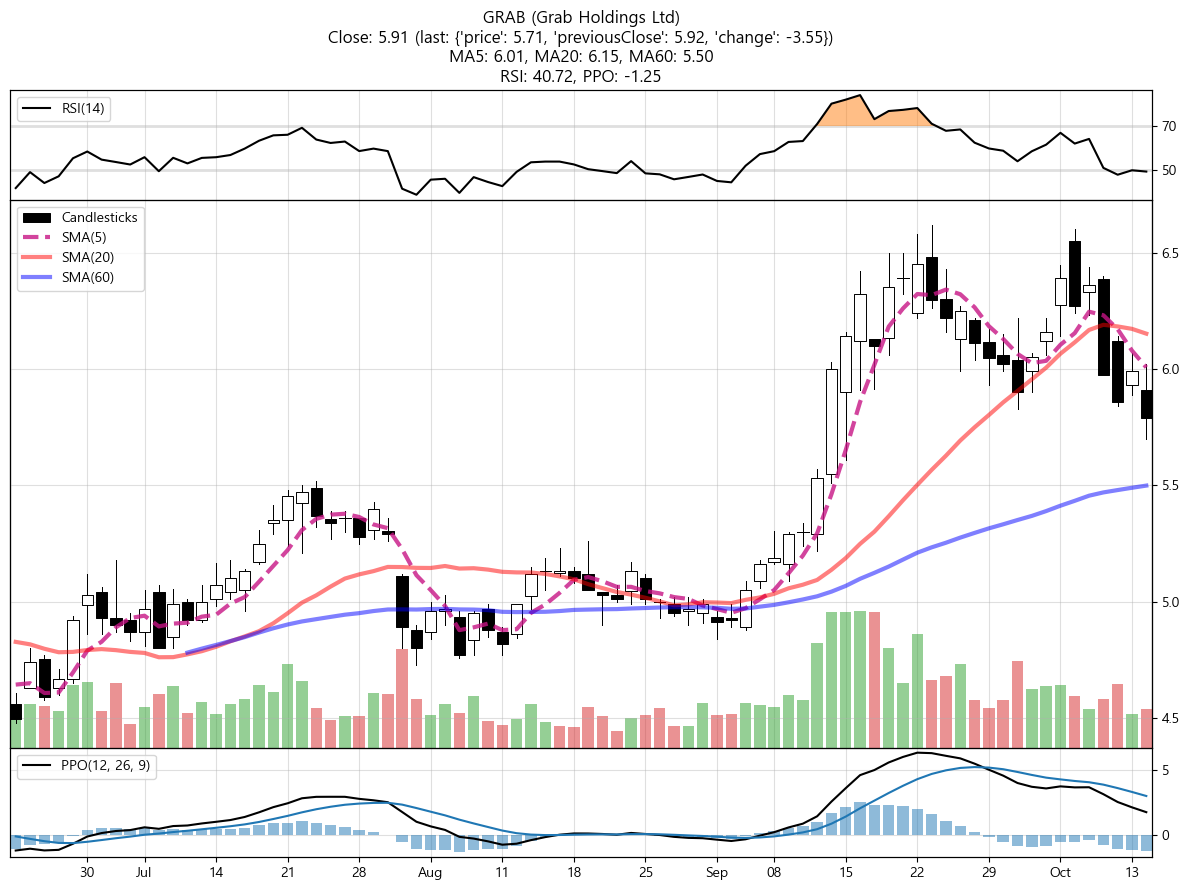 GRAB (Grab Holdings Ltd)
Close: 5.91 (last: {'price': 5.71, 'previousClose': 5.92, 'change': -3.55})
MA5: 6.01, MA20: 6.15, MA60: 5.50
RSI: 40.72, PPO: -1.25
RSI(14)
70
50
Candlesticks
SMA(5)
SMA(20)
SMA(60)
6.5
6.0
5.5
5.0
4.5
PPO(12, 26, 9)
5
0
30 Jul 14 21 28 Aug 11 18 25 Sep 08 15 22 29 Oct 13